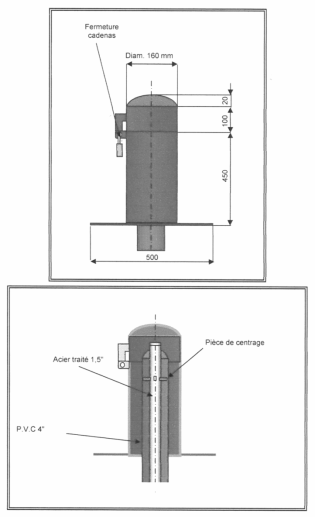 Fermeture
cadenas
Diam. 160 mm
20
100
450
500
Pièce de centrage
Acier traité 1,5"
P.V.C 4"